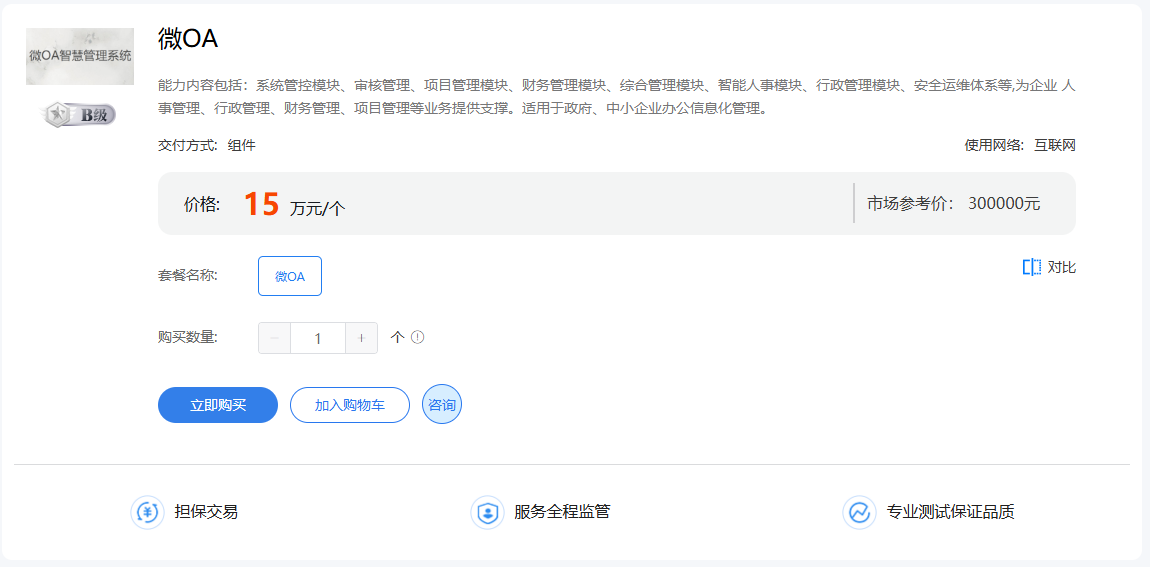 微OA智慧管理系统
B级
微OA
能力内容包括：系统管控模块、审核管理、项目管理模块、财务管理模块、综合管理模块、智能人事模块、行政管理模块、安全运维体系等,为企业 人
事管理、行政管理、财务管理、项目管理等业务提供支撑。适用于政府、中小企业办公信息化管理。
交付方式: 组件
使用网络: 互联网
价格: 15 万元/个
市场参考价： 300000元
套餐名称:
微OA
对比
购买数量:
− 1 + 个
立即购买
加入购物车
咨询
担保交易
服务全程监管
专业测试保证品质